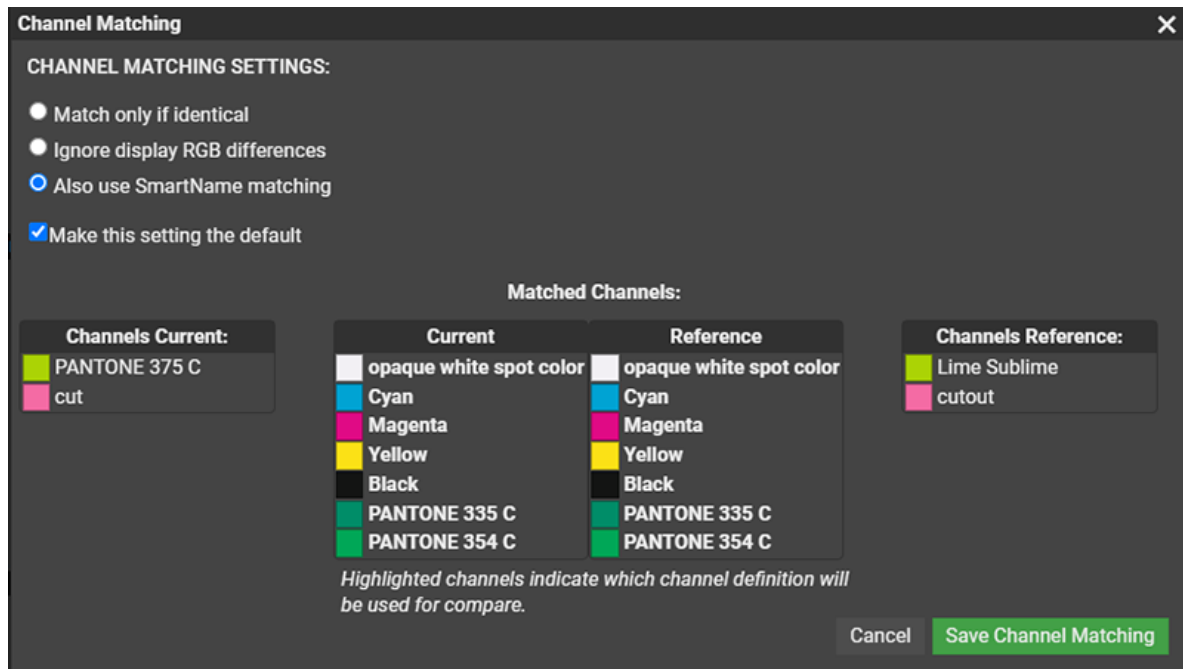 Channel Matching
CHANNEL MATCHING SETTINGS:
Match only if identical
Ignore display RGB differences
Also use SmartName matching
Make this setting the default
Matched Channels:
Channels Current:
PANTONE 375 C
cut
Current
Reference
opaque white spot color
opaque white spot color
Cyan
Cyan
Magenta
Magenta
Yellow
Yellow
Black
Black
PANTONE 335 C
PANTONE 335 C
PANTONE 354 C
PANTONE 354 C
Channels Reference:
Lime Sublime
cutout
Highlighted channels indicate which channel definition will
be used for compare.
Cancel
Save Channel Matching